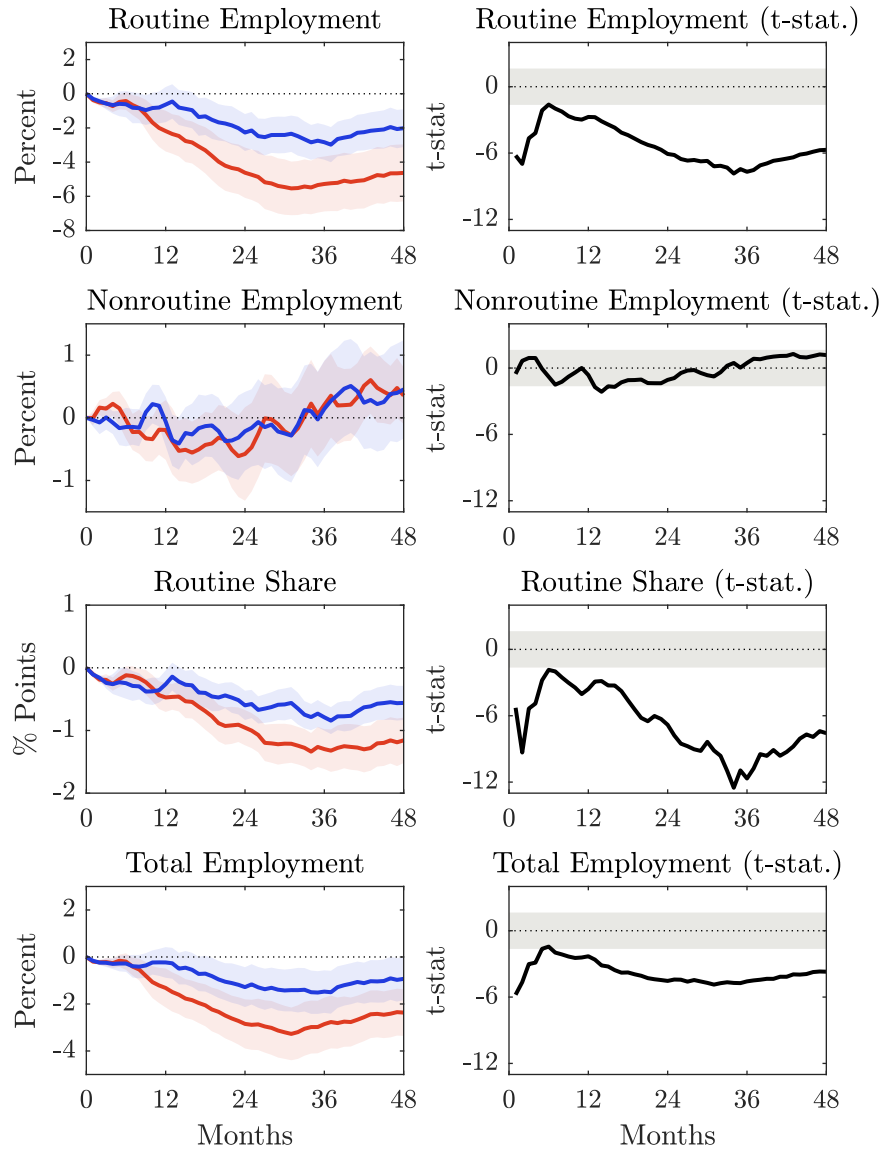 Routine Employment
Percent
2
0
-2
-4
-6
-8
0 12 24 36 48
Routine Employment (t-stat.)
t-stat
0
-6
-12
0 12 24 36 48
Nonroutine Employment
Percent
1
0
-1
0 12 24 36 48
Nonroutine Employment (t-stat.)
t-stat
0
-6
-12
0 12 24 36 48
Routine Share
% Points
1
0
-1
-2
0 12 24 36 48
Routine Share (t-stat.)
t-stat
0
-6
-12
0 12 24 36 48
Total Employment
Percent
2
0
-2
-4
0 12 24 36 48
Months
Total Employment (t-stat.)
t-stat
0
-6
-12
0 12 24 36 48
Months